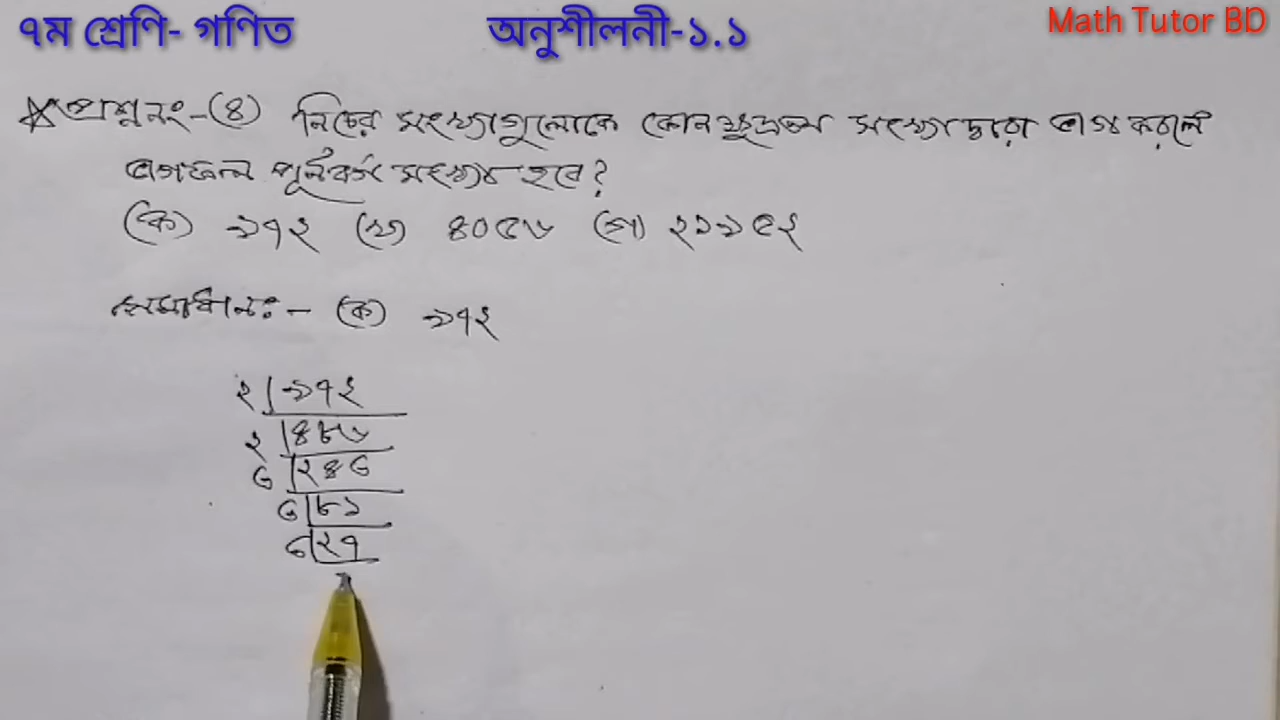 ৭ম শ্রেণি- গণিত অনুশীলনী-১.১ Math Tutor BD
প্রশ্ন নং-(৪) নিচের সংখ্যাগুলোকে কোন ক্ষুদ্রতম সংখ্যা দ্বারা ভাগ করলে
ভাগফল পূর্ণবর্গ সংখ্যা হবে?
(ক) ৯৭২ (খ) ৪০৫৬ (গ) ২১৯৫২
সমাধানঃ- (ক) ৯৭২
২ ৯৭২
২ ৪৮৬
৩ ২৪৩
৩ ৮১
৩ ২৭